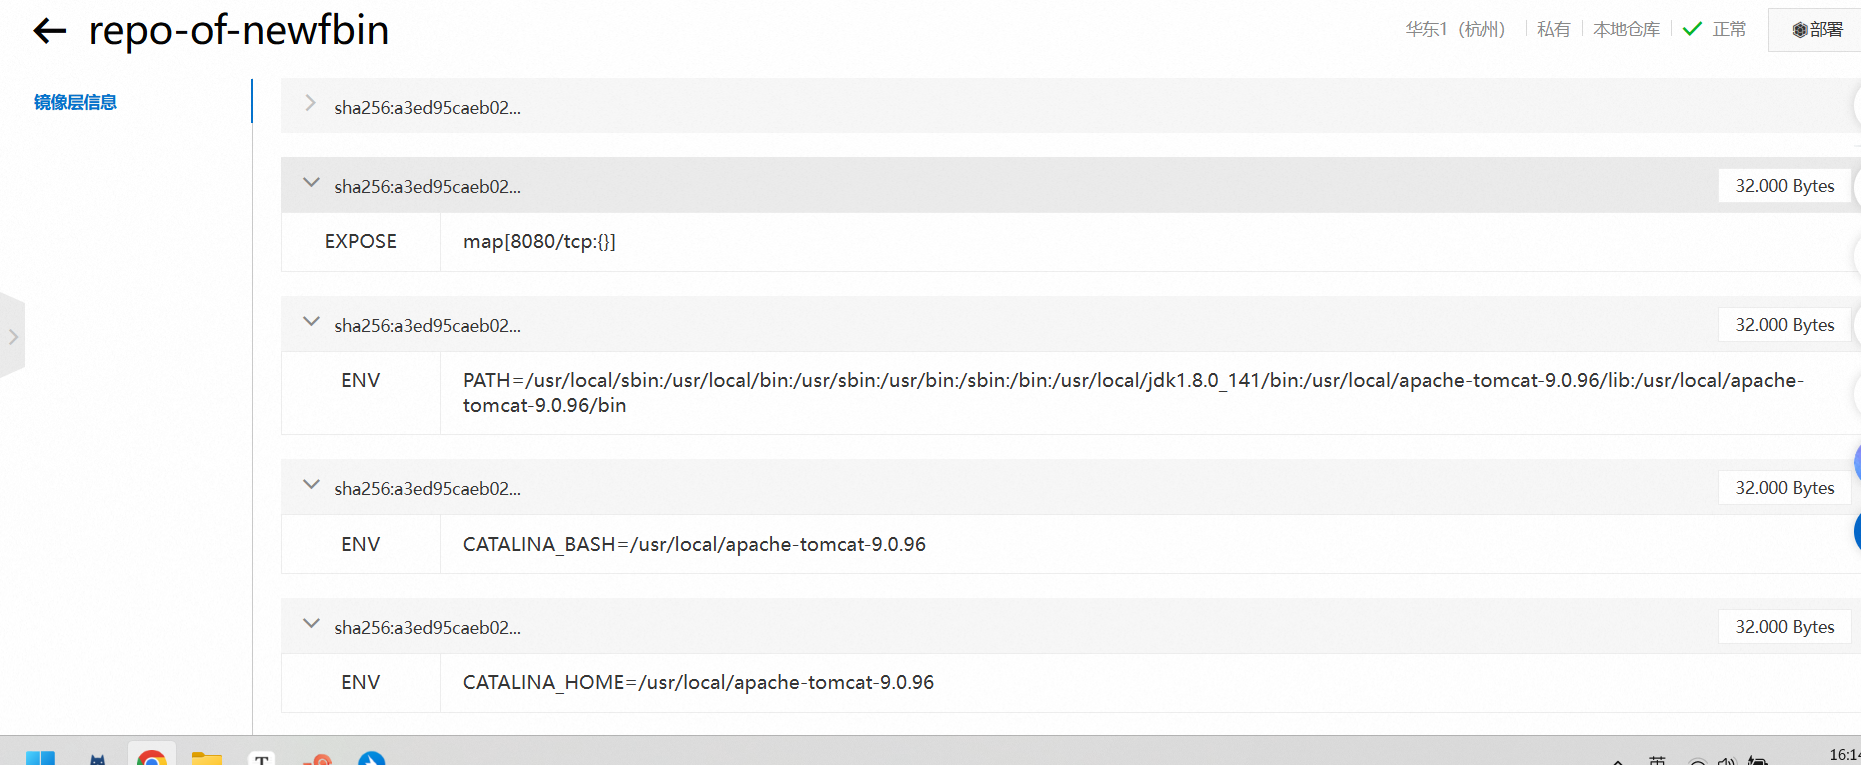 repo-of-newfbin
华东1（杭州） 私有 本地仓库 正常 部署
镜像层信息
sha256:a3ed95caeb02...
sha256:a3ed95caeb02... 32.000 Bytes
EXPOSE map[8080/tcp:{}]
sha256:a3ed95caeb02... 32.000 Bytes
ENV PATH=/usr/local/sbin:/usr/local/bin:/usr/sbin:/usr/bin:/sbin:/bin:/usr/local/jdk1.8.0_141/bin:/usr/local/apache-tomcat-9.0.96/lib:/usr/local/apache-
tomcat-9.0.96/bin
sha256:a3ed95caeb02... 32.000 Bytes
ENV CATALINA_BASH=/usr/local/apache-tomcat-9.0.96
sha256:a3ed95caeb02... 32.000 Bytes
ENV CATALINA_HOME=/usr/local/apache-tomcat-9.0.96
T 英 16:14